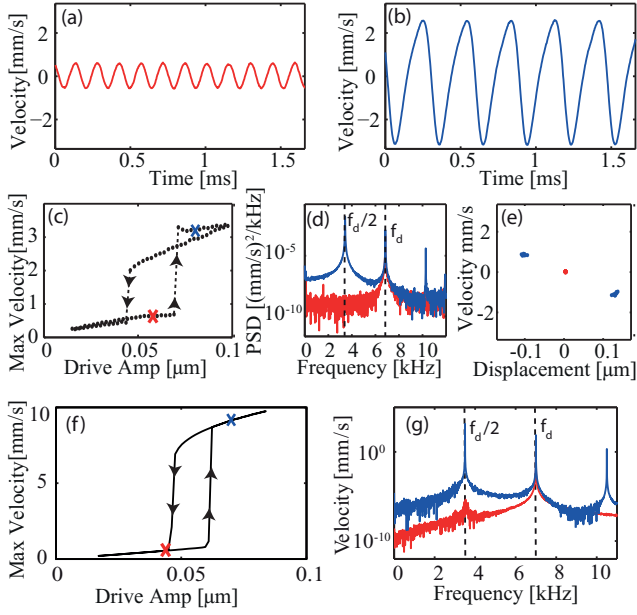 (a)
Velocity[mm/s]
2
0
−2
0 0.5 1 1.5
Time [ms]
(b)
Velocity [mm/s]
2
0
−2
0 0.5 1 1.5
Time [ms]
(c)
Max Velocity[mm/s]
4
3
2
1
0
0 0.05 0.1
Drive Amp [μm]
(d)
f_d/2
f_d
PSD [(mm/s)²/kHz]
10⁻⁵
10⁻¹⁰
0 5 10
Frequency [kHz]
(e)
Velocity mm/s
2
0
-2
-0.1 0 0.1
Displacement [μm]
(f)
Max Velocity[mm/s]
10
5
0
0 0.05 0.1
Drive Amp [μm]
(g)
f_d/2
f_d
Velocity [mm/s]
10⁰
10⁻¹⁰
0 2 4 6 8 10
Frequency [kHz]